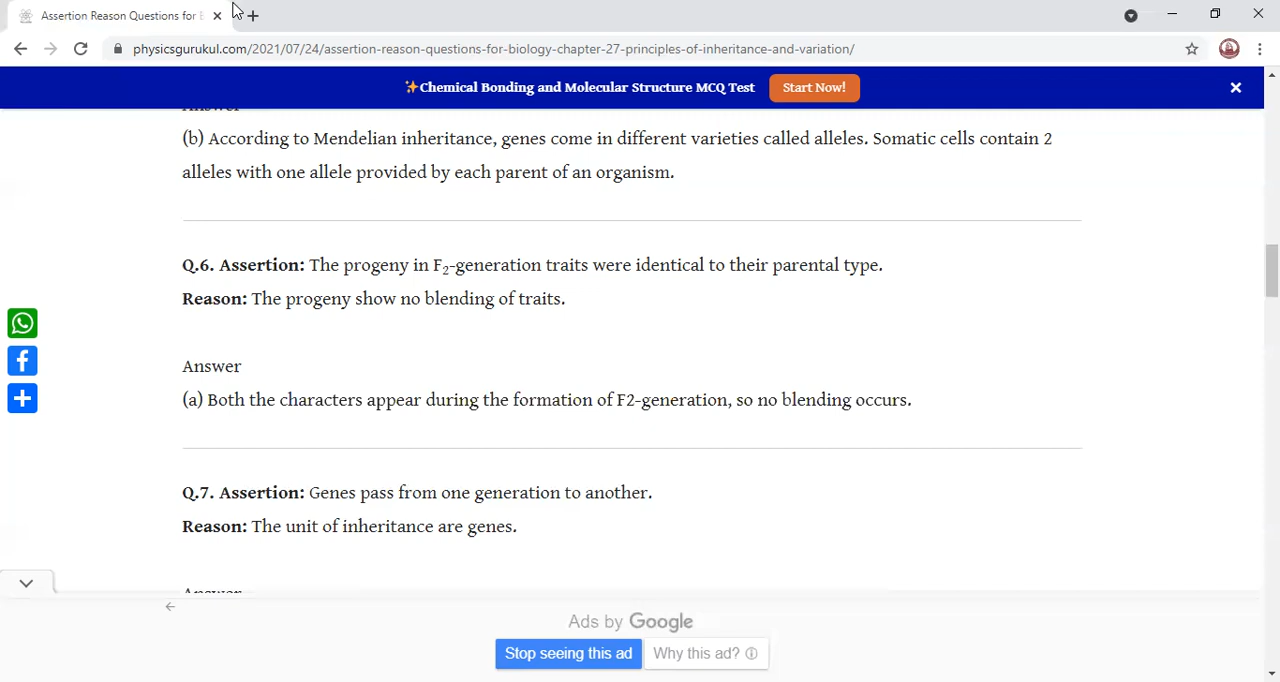 Assertion Reason Questions for
physicsgurukul.com/2021/07/24/assertion-reason-questions-for-biology-chapter-27-principles-of-inheritance-and-variation/
✨Chemical Bonding and Molecular Structure MCQ Test Start Now!
Answer
(b) According to Mendelian inheritance, genes come in different varieties called alleles. Somatic cells contain 2
alleles with one allele provided by each parent of an organism.
Q.6. Assertion: The progeny in F₂-generation traits were identical to their parental type.
Reason: The progeny show no blending of traits.
Answer
(a) Both the characters appear during the formation of F2-generation, so no blending occurs.
Q.7. Assertion: Genes pass from one generation to another.
Reason: The unit of inheritance are genes.
Answer
Ads by Google
Stop seeing this ad Why this ad?